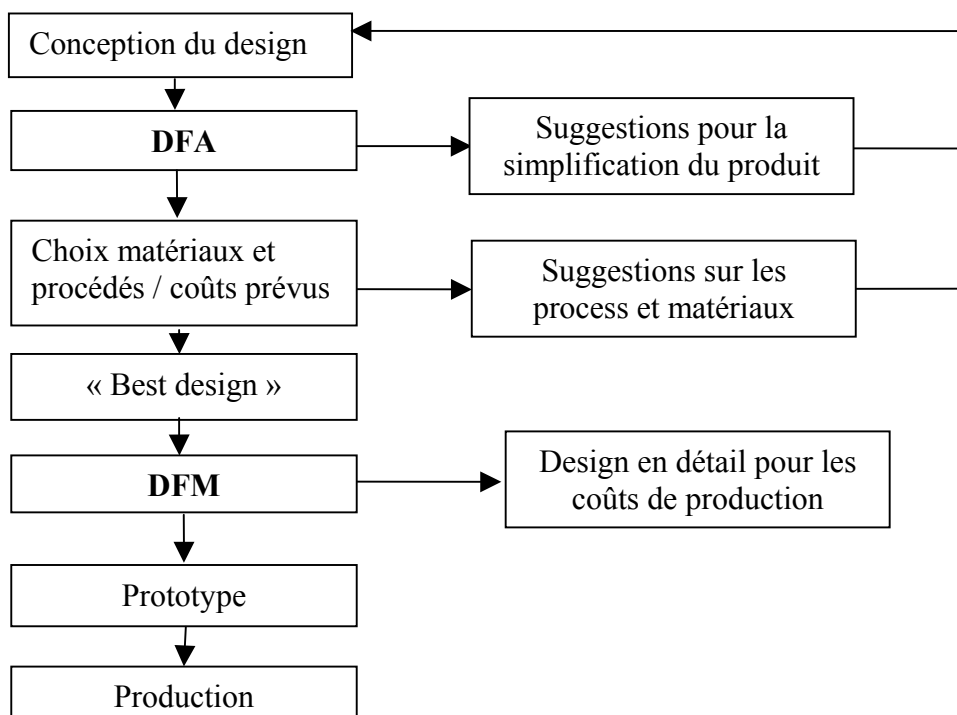 Conception du design
DFA
Suggestions pour la
simplification du produit
Choix matériaux et
procédés / coûts prévus
Suggestions sur les
process et matériaux
« Best design »
DFM
Design en détail pour les
coûts de production
Prototype
Production